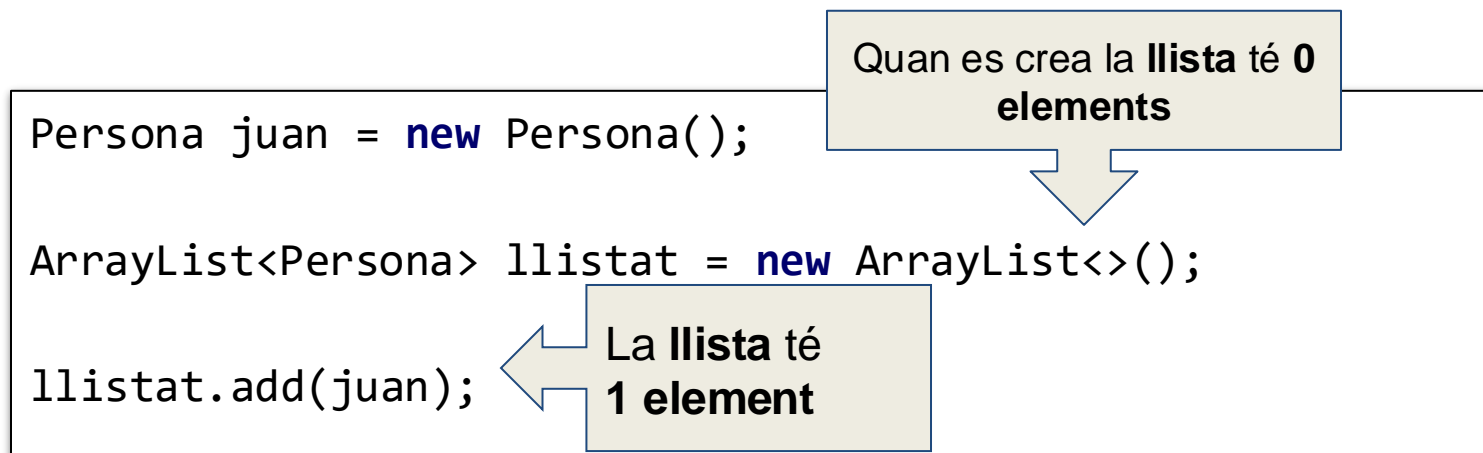 Quan es crea la llista té 0
elements
Persona juan = new Persona();
ArrayList<Persona> llistat = new ArrayList<>();
La llista té
1 element
llistat.add(juan);